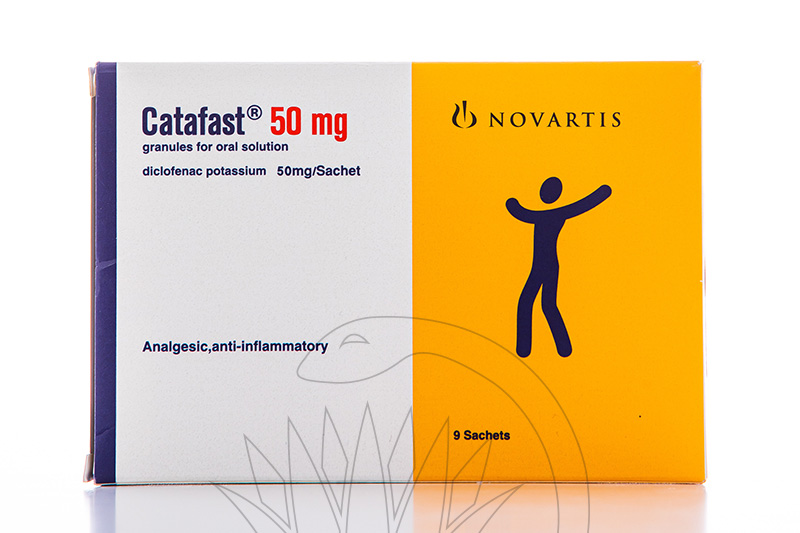 Catafast® 50 mg
granules for oral solution
diclofenac potassium 50mg/Sachet
Analgesic,anti-inflammatory
NOVARTIS
9 Sachets